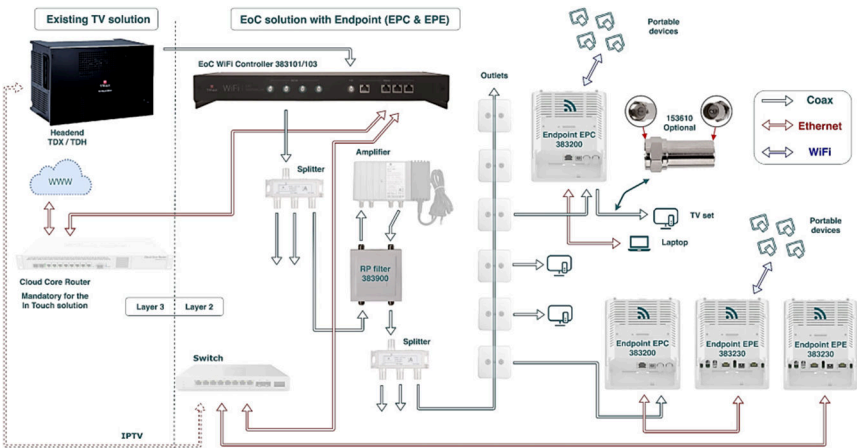 Existing TV solution
EoC solution with Endpoint (EPC & EPE)
Portable
devices
EoC WiFi Controller 383101/103
WiFi
Outlets
Headend
TDX / TDH
Endpoint EPC
383200
153610
Optional
Coax
Ethernet
WiFi
WWW
Splitter
Amplifier
TV set
Laptop
Portable
devices
RP filter
383900
Cloud Core Router
Mandatory for the
In Touch solution
Layer 3
Layer 2
Splitter
Switch
Endpoint EPC
383200
Endpoint EPE
383230
Endpoint EPE
383230
IPTV